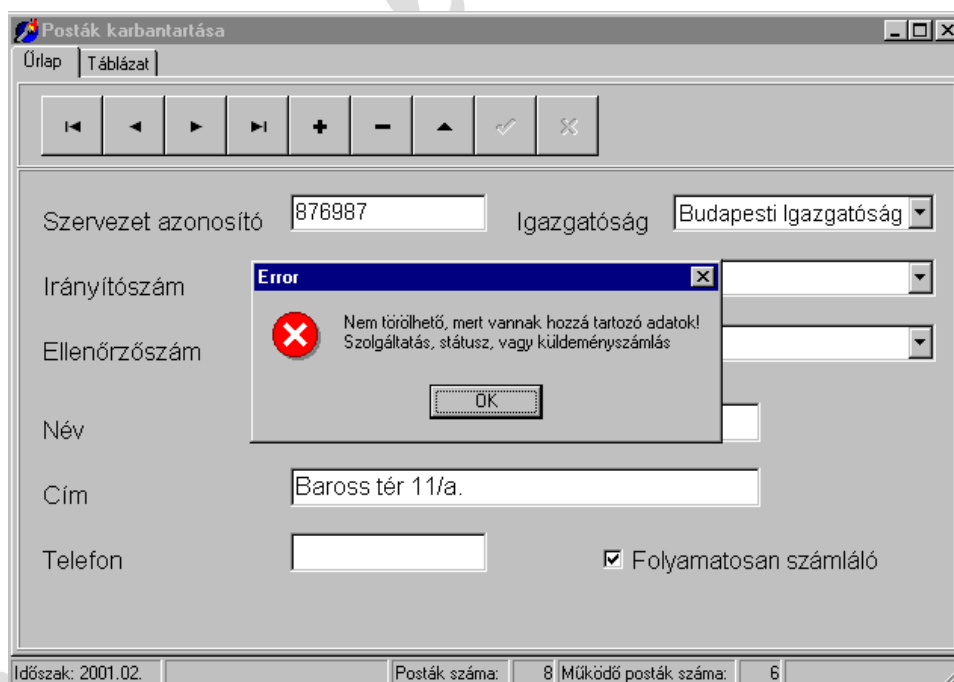 Posták karbantartása
Űrlap Táblázat
Szervezet azonosító 876987 Igazgatóság Budapesti Igazgatóság
Irányítószám
Ellenőrzőszám
Error
Nem törölhető, mert vannak hozzá tartozó adatok!
Szolgáltatás, státusz, vagy küldeményszámlás
OK
Név
Cím Baross tér 11/a.
Telefon Folyamatosan számláló
Időszak: 2001.02. Posták száma: 8 Működő posták száma: 6